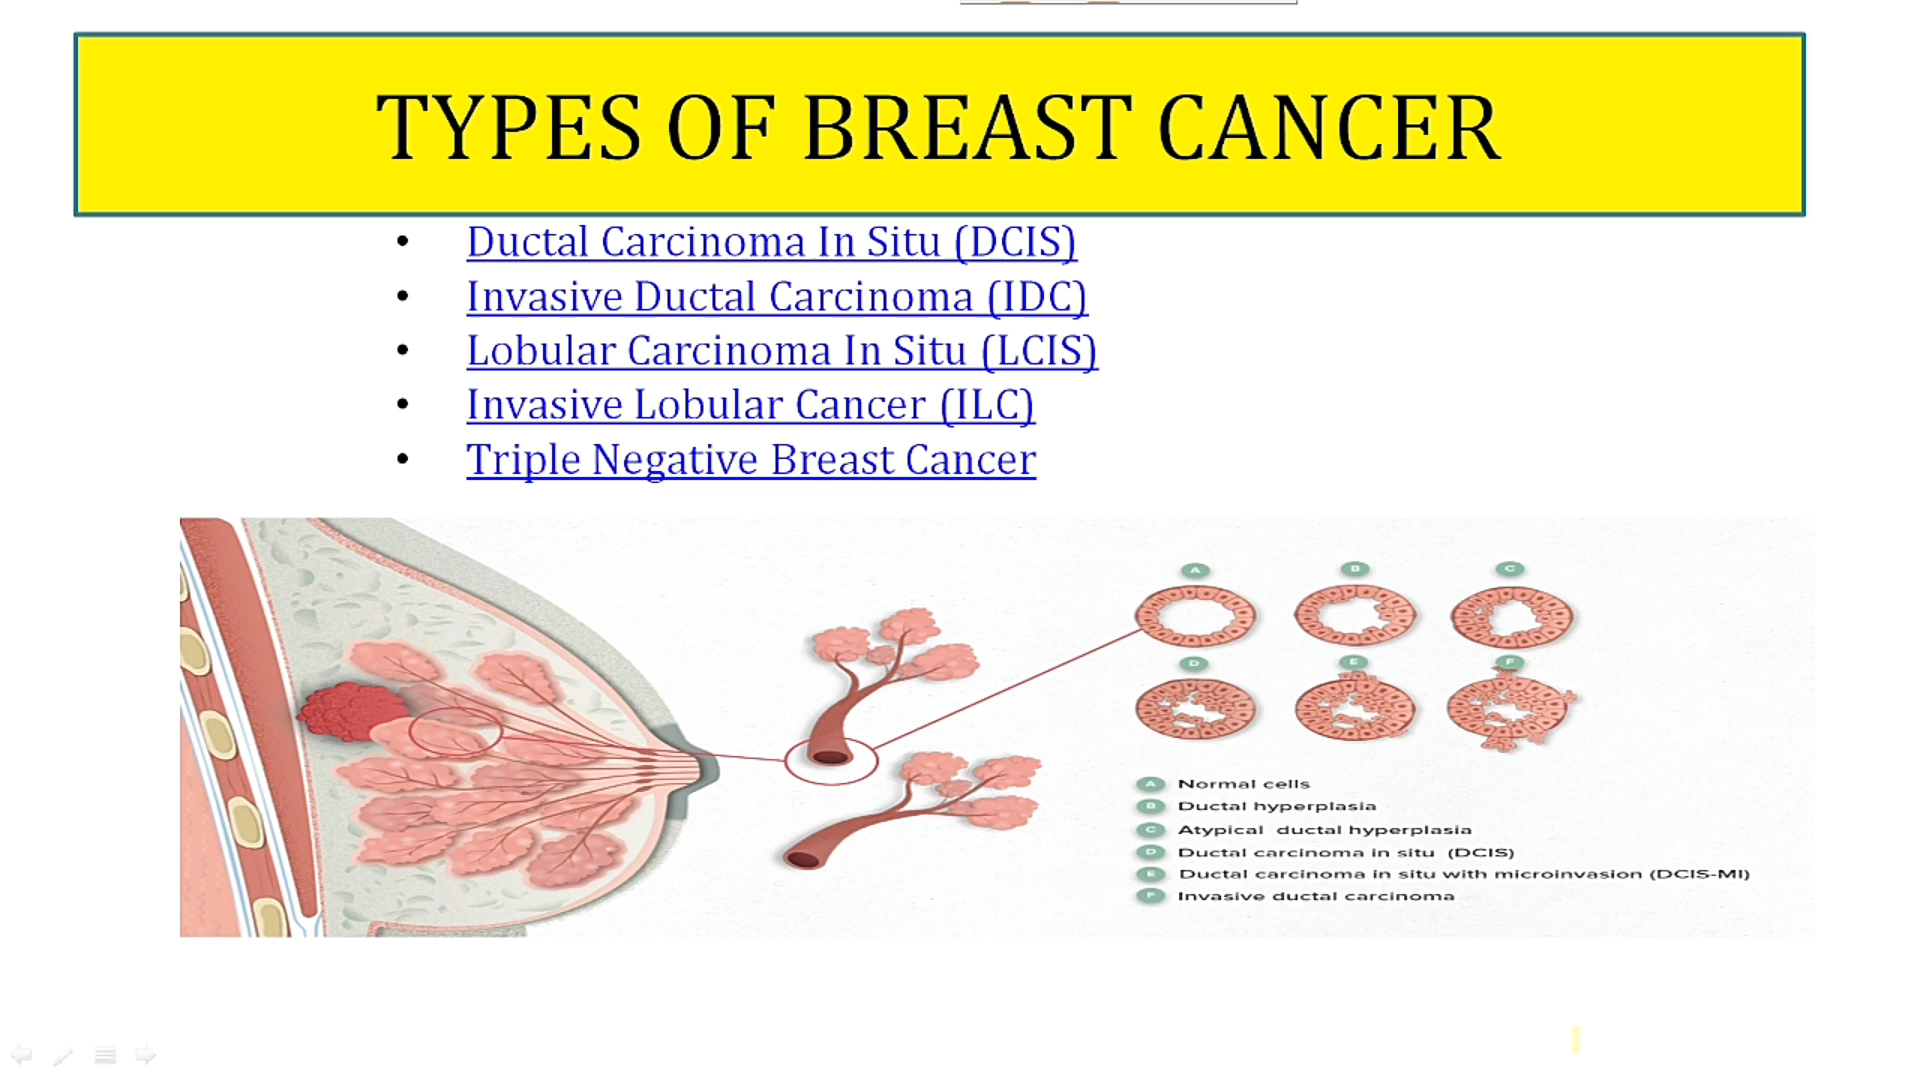 TYPES OF BREAST CANCER
• Ductal Carcinoma In Situ (DCIS)
• Invasive Ductal Carcinoma (IDC)
• Lobular Carcinoma In Situ (LCIS)
• Invasive Lobular Cancer (ILC)
• Triple Negative Breast Cancer
A B C
D E F
A Normal cells
B Ductal hyperplasia
C Atypical ductal hyperplasia
D Ductal carcinoma in situ (DCIS)
E Ductal carcinoma in situ with microinvasion (DCIS-MI)
F Invasive ductal carcinoma